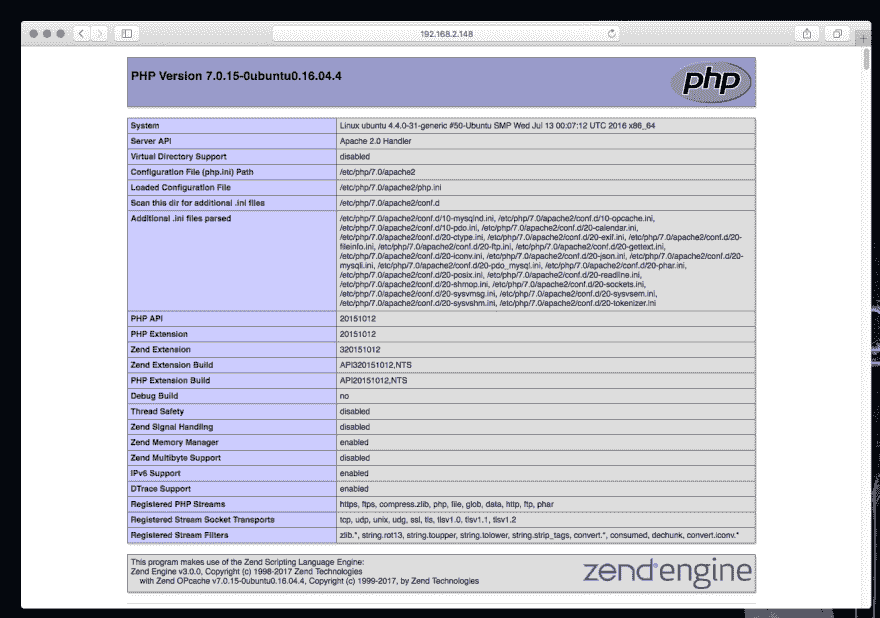 192.168.2.148
PHP Version 7.0.15-0ubuntu0.16.04.4
php
System Linux ubuntu 4.4.0-31-generic #50-Ubuntu SMP Wed Jul 13 00:07:12 UTC 2016 x86_64
Server API Apache 2.0 Handler
Virtual Directory Support disabled
Configuration File (php.ini) Path /etc/php/7.0/apache2
Loaded Configuration File /etc/php/7.0/apache2/php.ini
Scan this dir for additional .ini files /etc/php/7.0/apache2/conf.d
Additional .ini files parsed /etc/php/7.0/apache2/conf.d/10-mysqlnd.ini, /etc/php/7.0/apache2/conf.d/10-opcache.ini,
/etc/php/7.0/apache2/conf.d/10-pdo.ini, /etc/php/7.0/apache2/conf.d/20-calendar.ini,
/etc/php/7.0/apache2/conf.d/20-ctype.ini, /etc/php/7.0/apache2/conf.d/20-exif.ini, /etc/php/7.0/apache2/conf.d/20-
fileinfo.ini, /etc/php/7.0/apache2/conf.d/20-ftp.ini, /etc/php/7.0/apache2/conf.d/20-gettext.ini,
/etc/php/7.0/apache2/conf.d/20-iconv.ini, /etc/php/7.0/apache2/conf.d/20-json.ini, /etc/php/7.0/apache2/conf.d/20-
mysqli.ini, /etc/php/7.0/apache2/conf.d/20-pdo_mysql.ini, /etc/php/7.0/apache2/conf.d/20-phar.ini,
/etc/php/7.0/apache2/conf.d/20-posix.ini, /etc/php/7.0/apache2/conf.d/20-readline.ini,
/etc/php/7.0/apache2/conf.d/20-shmop.ini, /etc/php/7.0/apache2/conf.d/20-sockets.ini,
/etc/php/7.0/apache2/conf.d/20-sysvmsg.ini, /etc/php/7.0/apache2/conf.d/20-sysvsem.ini,
/etc/php/7.0/apache2/conf.d/20-sysvshm.ini, /etc/php/7.0/apache2/conf.d/20-tokenizer.ini
PHP API 20151012
PHP Extension 20151012
Zend Extension 320151012
Zend Extension Build API320151012,NTS
PHP Extension Build API20151012,NTS
Debug Build no
Thread Safety disabled
Zend Signal Handling disabled
Zend Memory Manager enabled
Zend Multibyte Support disabled
IPv6 Support enabled
DTrace Support enabled
Registered PHP Streams https, ftps, compress.zlib, php, file, glob, data, http, ftp, phar
Registered Stream Socket Transports tcp, udp, unix, udg, ssl, tls, tlsv1.0, tlsv1.1, tlsv1.2
Registered Stream Filters zlib.*, string.rot13, string.toupper, string.tolower, string.strip_tags, convert.*, consumed, dechunk, convert.iconv.*
This program makes use of the Zend Scripting Language Engine:
Zend Engine v3.0.0, Copyright (c) 1998-2017 Zend Technologies
with Zend OPcache v7.0.15-0ubuntu0.16.04.4, Copyright (c) 1999-2017, by Zend Technologies
zend engine